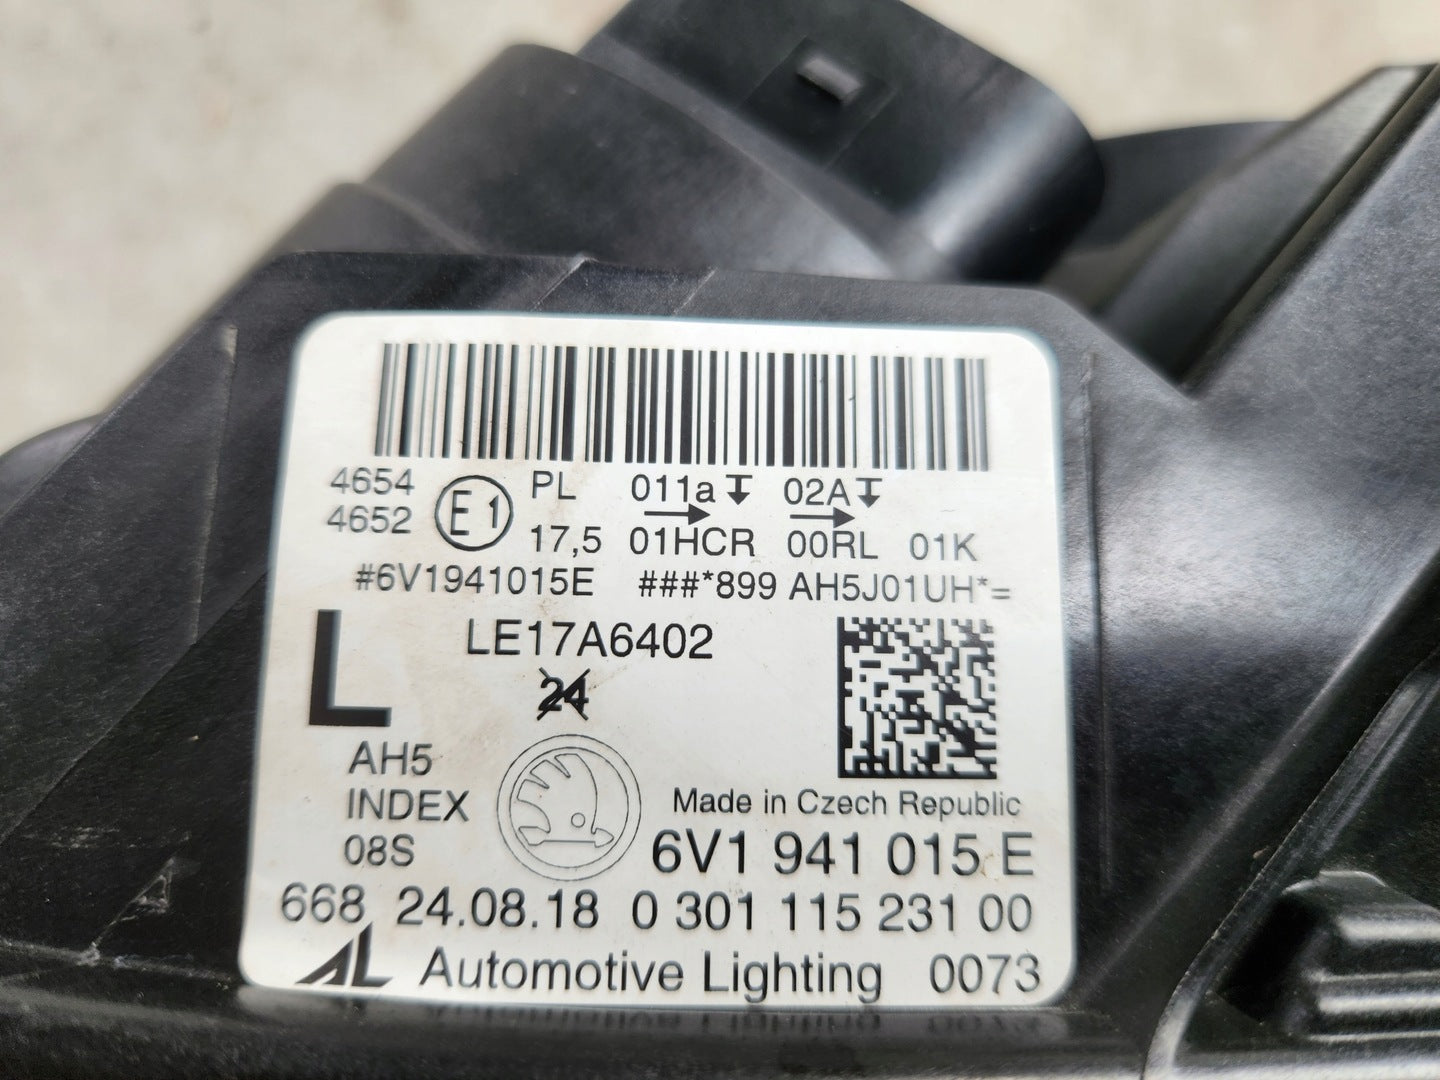 4654 E1 PL 011a 02A
4652 17,5 01HCR 00RL 01K
#6V1941015E ###*899 AH5J01UH*=
L LE17A6402
24
AH5
INDEX
08S
Made in Czech Republic
6V1 941 015 E
668 24.08.18 0 301 115 231 00
AL Automotive Lighting 0073